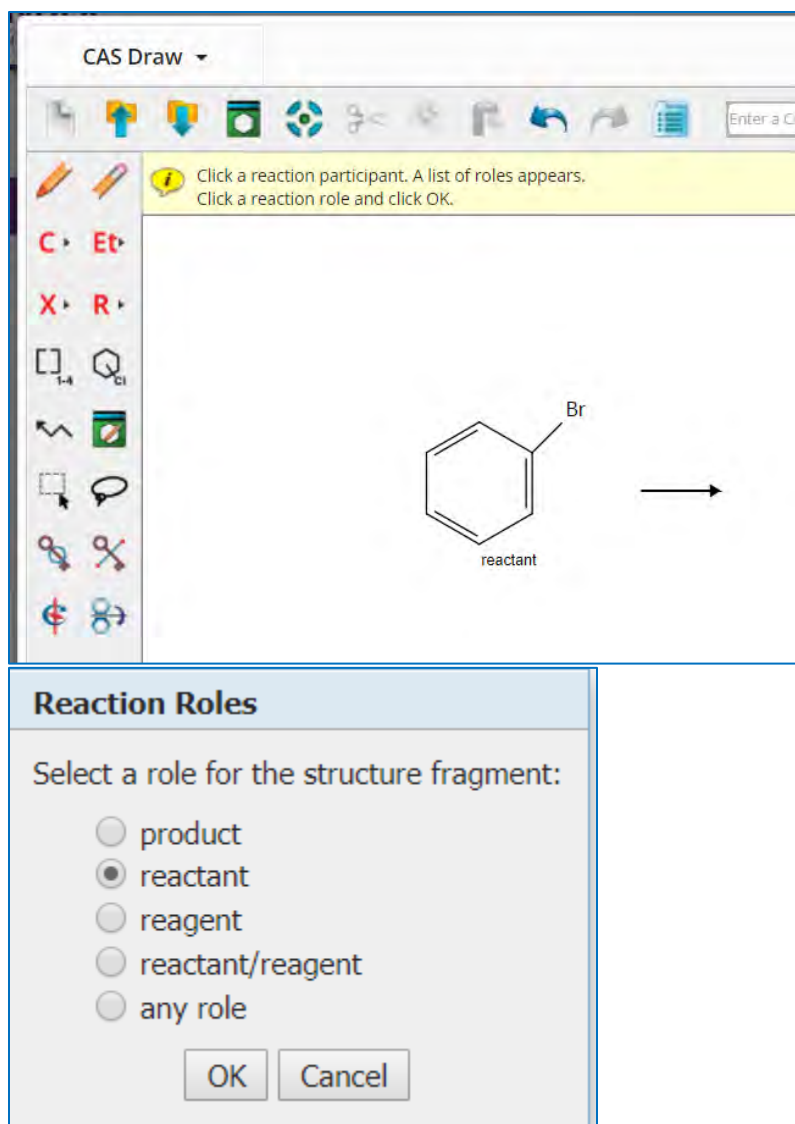 CAS Draw
Enter a C
Click a reaction participant. A list of roles appears.
Click a reaction role and click OK.
C Et
X R
1-4 Cl
Br
reactant
Reaction Roles
Select a role for the structure fragment:
product
reactant
reagent
reactant/reagent
any role
OK Cancel